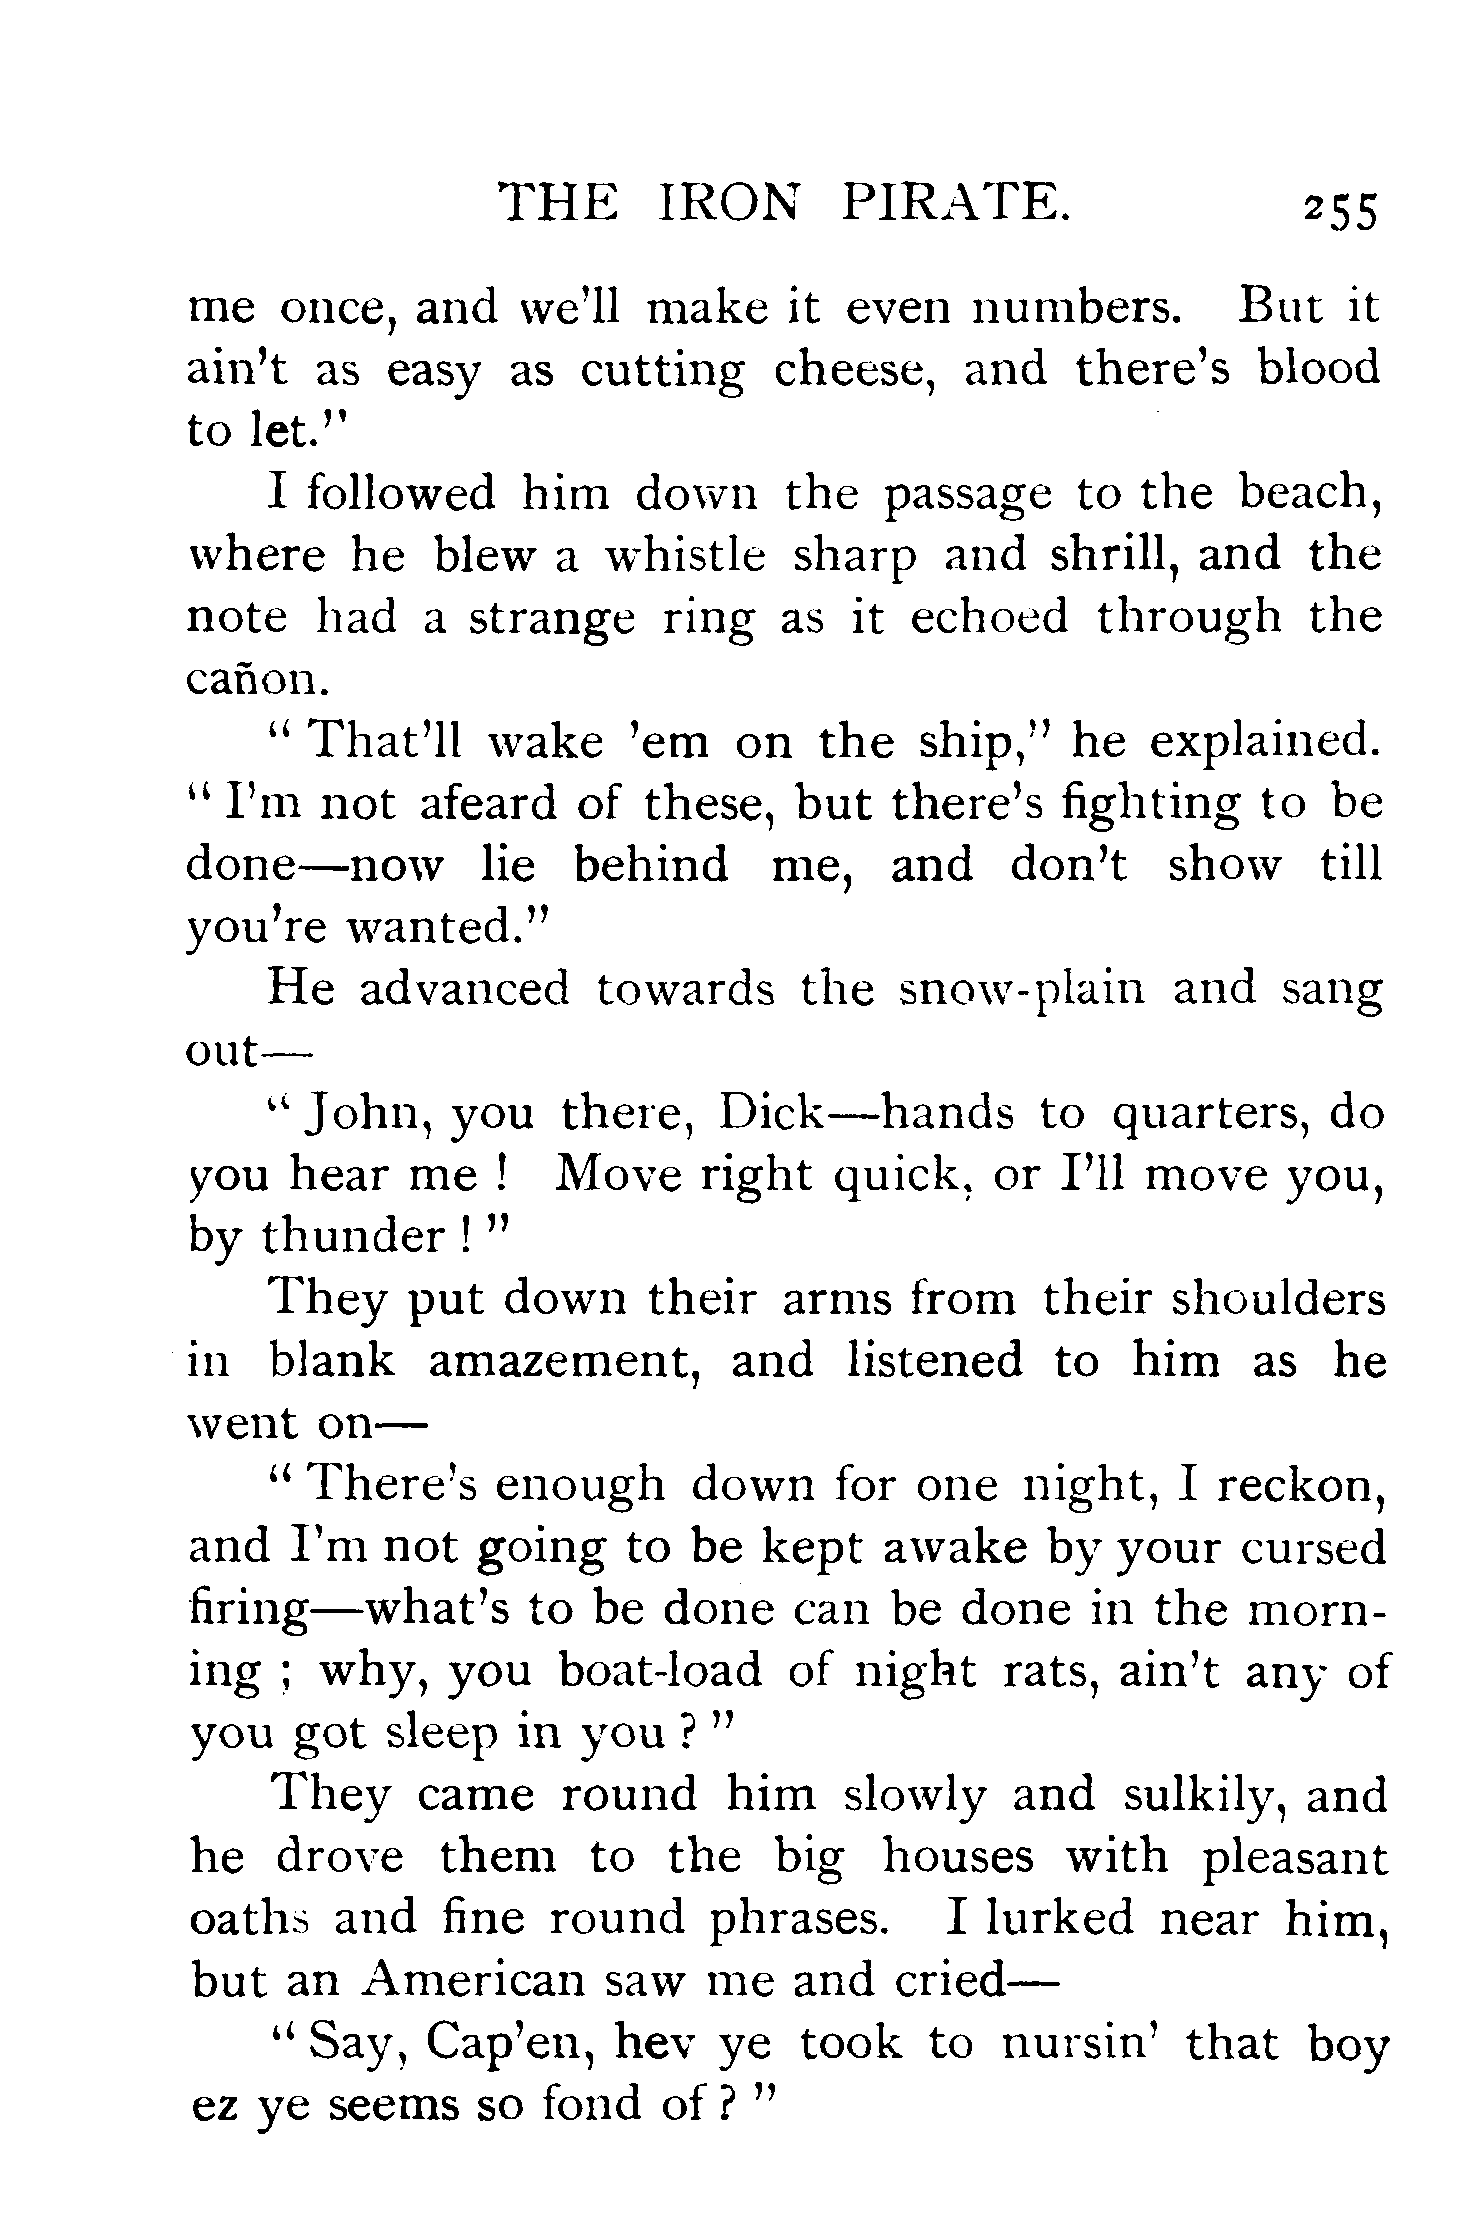 THE IRON PIRATE. 255
me once, and we'll make it even numbers. But it
ain't as easy as cutting cheese, and there's blood
to let."
I followed him down the passage to the beach,
where he blew a whistle sharp and shrill, and the
note had a strange ring as it echoed through the
cañon.
" That'll wake 'em on the ship," he explained.
" I'm not afeard of these, but there's fighting to be
done—now lie behind me, and don't show till
you're wanted."
He advanced towards the snow-plain and sang
out—
" John, you there, Dick—hands to quarters, do
you hear me ! Move right quick, or I'll move you,
by thunder ! "
They put down their arms from their shoulders
in blank amazement, and listened to him as he
went on—
" There's enough down for one night, I reckon,
and I'm not going to be kept awake by your cursed
firing—what's to be done can be done in the morn-
ing ; why, you boat-load of night rats, ain't any of
you got sleep in you ? "
They came round him slowly and sulkily, and
he drove them to the big houses with pleasant
oaths and fine round phrases. I lurked near him,
but an American saw me and cried—
" Say, Cap'en, hev ye took to nursin' that boy
ez ye seems so fond of ? "